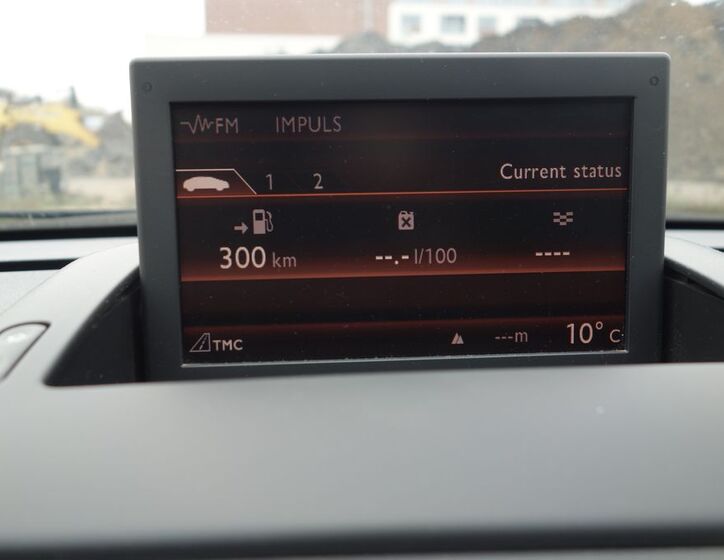 FM IMPULS
1 2 Current status
300 km --.- l/100 ----
TMC ---m 10° C